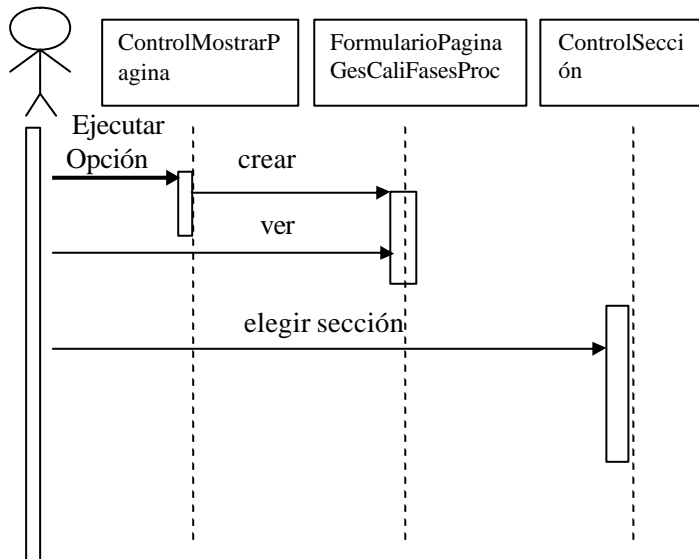 ControlMostrarP
agina
FormularioPagina
GesCaliFasesProc
ControlSecci
ón
Ejecutar
Opción
crear
ver
elegir sección